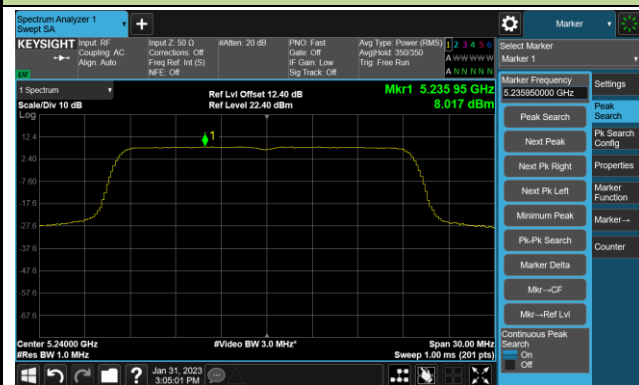 Spectrum Analyzer 1
Swept SA
+
Marker
KEYSIGHT Input: RF Input Z: 50 Ω #Atten: 20 dB PNO: Fast Avg Type: Power (RMS) 1 2 3 4 5 6
Coupling: AC Corrections: Off Gate: Off Avg|Hold: 350/350 A W W W W W
Align: Auto Freq Ref: Int (S) IF Gain: Low Trig: Free Run
NFE: Off Sig Track: Off A N N N N N
Select Marker
Marker 1
1 Spectrum
Scale/Div 10 dB
Log
Ref Lvl Offset 12.40 dB
Ref Level 22.40 dBm
Mkr1 5.235 95 GHz
8.017 dBm
1
12.4
2.40
-7.60
-17.6
-27.6
-37.6
-47.6
-57.6
-67.6
Center 5.24000 GHz #Video BW 3.0 MHz* Span 30.00 MHz
#Res BW 1.0 MHz Sweep 1.00 ms (201 pts)
Marker Frequency
5.235950000 GHz
Peak Search
Next Peak
Next Pk Right
Next Pk Left
Minimum Peak
Pk-Pk Search
Marker Delta
Mkr→CF
Mkr→Ref Lvl
Continuous Peak
Search
On
Off
Settings
Peak
Search
Pk Search
Config
Properties
Marker
Function
Marker→
Counter
?
Jan 31, 2023
3:05:01 PM